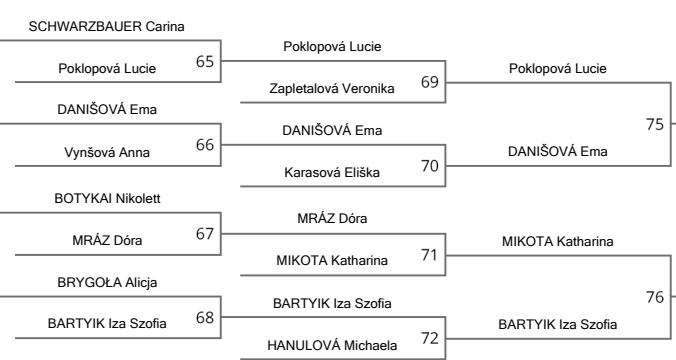 SCHWARZBAUER Carina
65
Poklopová Lucie
DANIŠOVÁ Ema
66
Vynšová Anna
BOTYKAI Nikolett
67
MRÁZ Dóra
BRYGOŁA Alicja
68
BARTYIK Iza Szofia
Poklopová Lucie
69
Zapletalová Veronika
DANIŠOVÁ Ema
70
Karasová Eliška
MRÁZ Dóra
71
MIKOTA Katharina
BARTYIK Iza Szofia
72
HANULOVÁ Michaela
Poklopová Lucie
75
DANIŠOVÁ Ema
MIKOTA Katharina
76
BARTYIK Iza Szofia